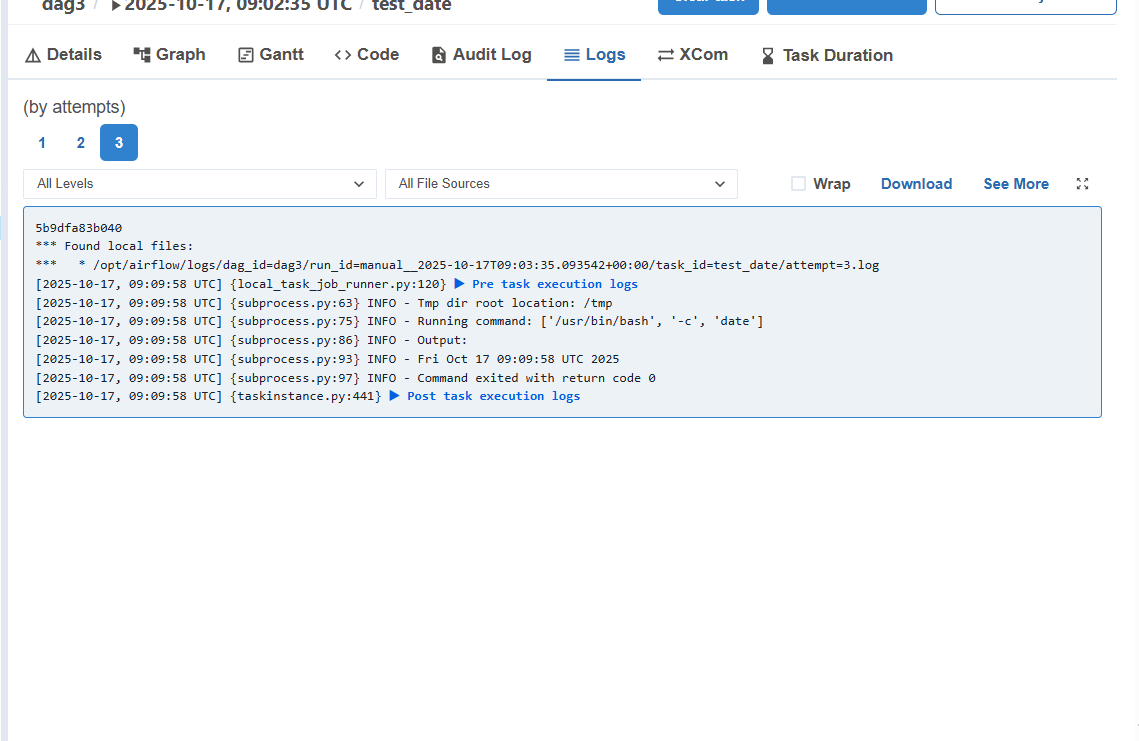 dag3 / ▶ 2025-10-17, 09:02:35 UTC / test_date
Details Graph Gantt Code Audit Log Logs XCom Task Duration
(by attempts)
1 2 3
All Levels All File Sources Wrap Download See More
5b9dfa83b040
*** Found local files:
***   * /opt/airflow/logs/dag_id=dag3/run_id=manual__2025-10-17T09:03:35.093542+00:00/task_id=test_date/attempt=3.log
[2025-10-17, 09:09:58 UTC] {local_task_job_runner.py:120} ▶ Pre task execution logs
[2025-10-17, 09:09:58 UTC] {subprocess.py:63} INFO - Tmp dir root location: /tmp
[2025-10-17, 09:09:58 UTC] {subprocess.py:75} INFO - Running command: ['/usr/bin/bash', '-c', 'date']
[2025-10-17, 09:09:58 UTC] {subprocess.py:86} INFO - Output:
[2025-10-17, 09:09:58 UTC] {subprocess.py:93} INFO - Fri Oct 17 09:09:58 UTC 2025
[2025-10-17, 09:09:58 UTC] {subprocess.py:97} INFO - Command exited with return code 0
[2025-10-17, 09:09:58 UTC] {taskinstance.py:441} ▶ Post task execution logs